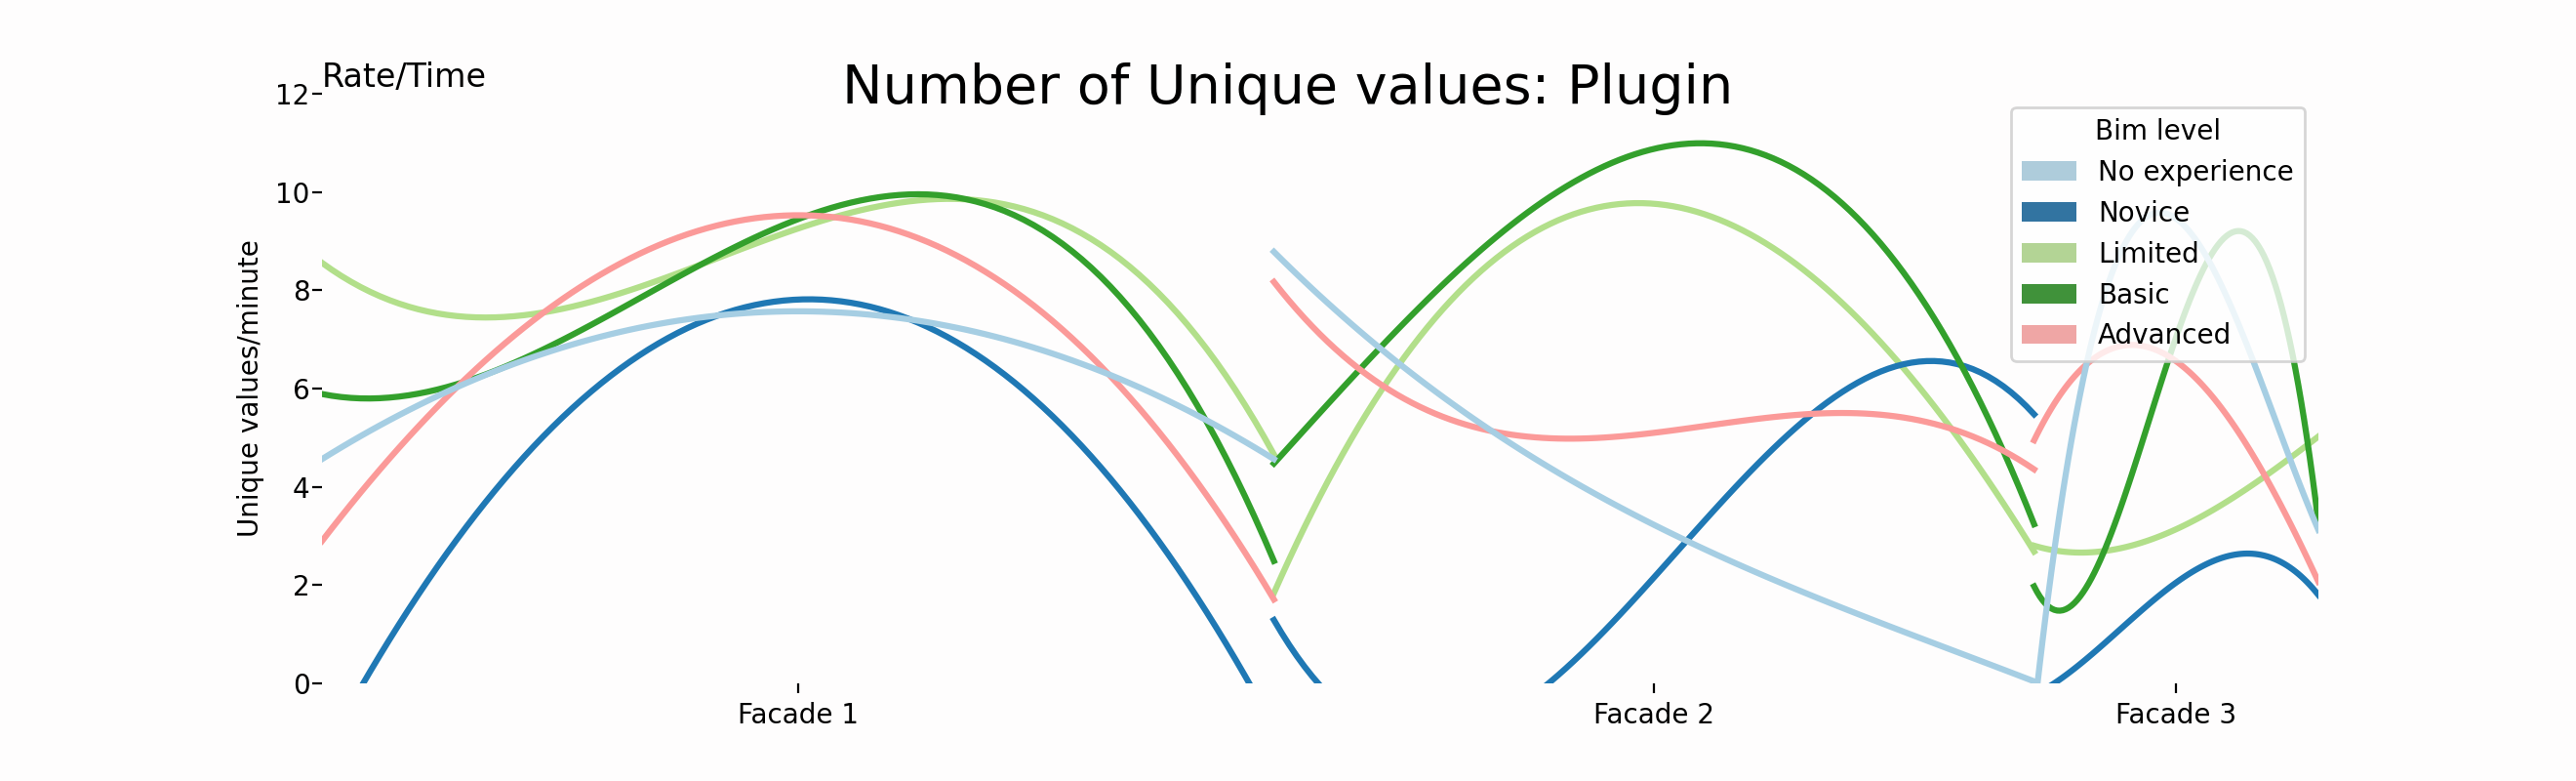 Rate/Time
Number of Unique values: Plugin
Unique values/minute
12
10
8
6
4
2
0
Bim level
No experience
Novice
Limited
Basic
Advanced
Facade 1
Facade 2
Facade 3